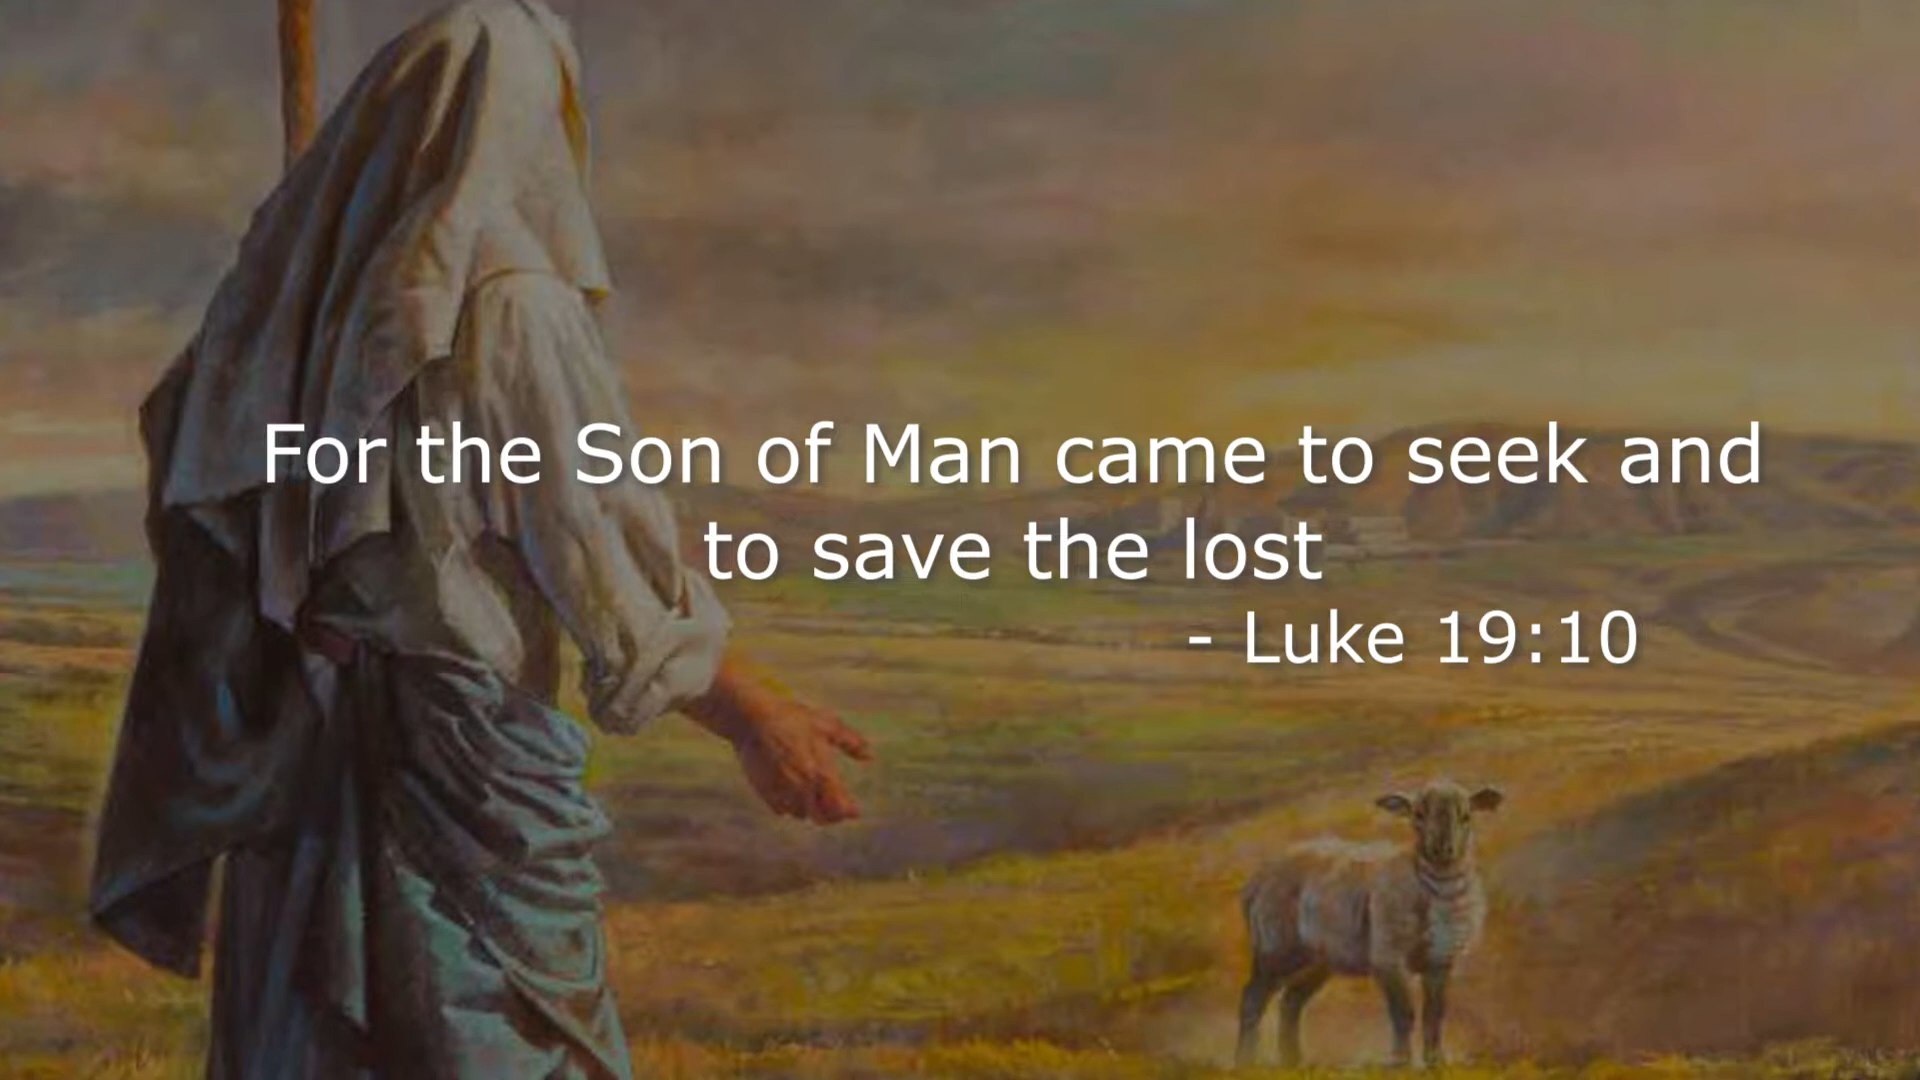 For the Son of Man came to seek and
to save the lost
- Luke 19:10